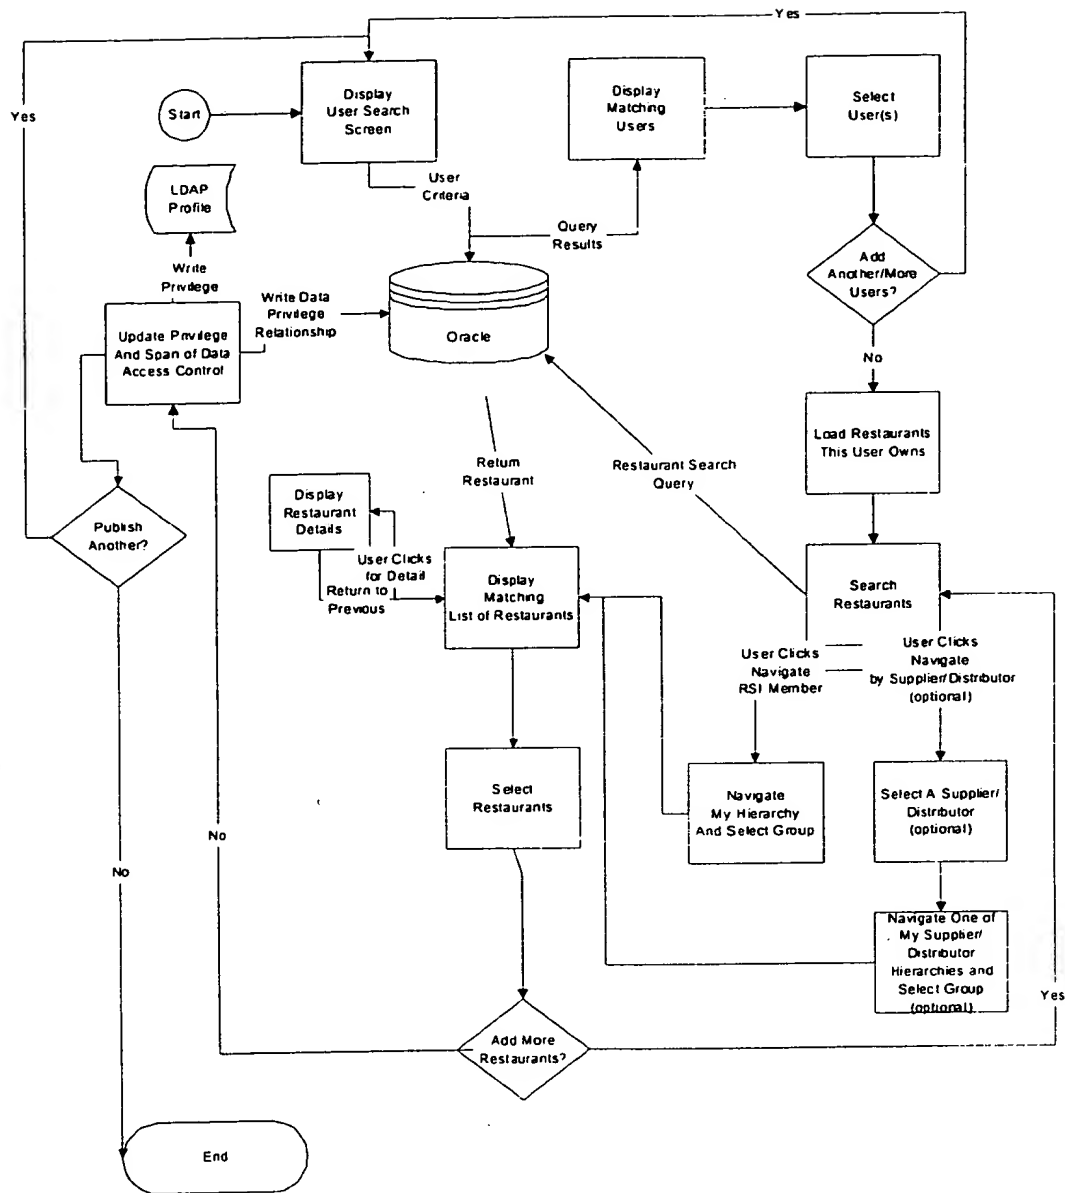 Yes
Yes
Start
Display
User Search
Screen
Display
Matching
Users
Select
User(s)
User
Criteria
LDAP
Profile
Query
Results
Add
Another/More
Users?
Write
Privilege
Write Data
Privilege
Relationship
Update Privilege
And Span of Data
Access Control
Oracle
No
Load Restaurants
This User Owns
Return
Restaurant
Restaurant Search
Query
Display
Restaurant
Details
Publish
Another?
User Clicks
for Detail
Return to
Previous
Display
Matching
List of Restaurants
Search
Restaurants
User Clicks
Navigate
RSI Member
User Clicks
Navigate
by Supplier/Distributor
(optional)
Select
Restaurants
Navigate
My Hierarchy
And Select Group
Select A Supplier/
Distributor
(optional)
No
No
Navigate One of
My Supplier/
Distributor
Hierarchies and
Select Group
(optional)
Yes
Add More
Restaurants?
End